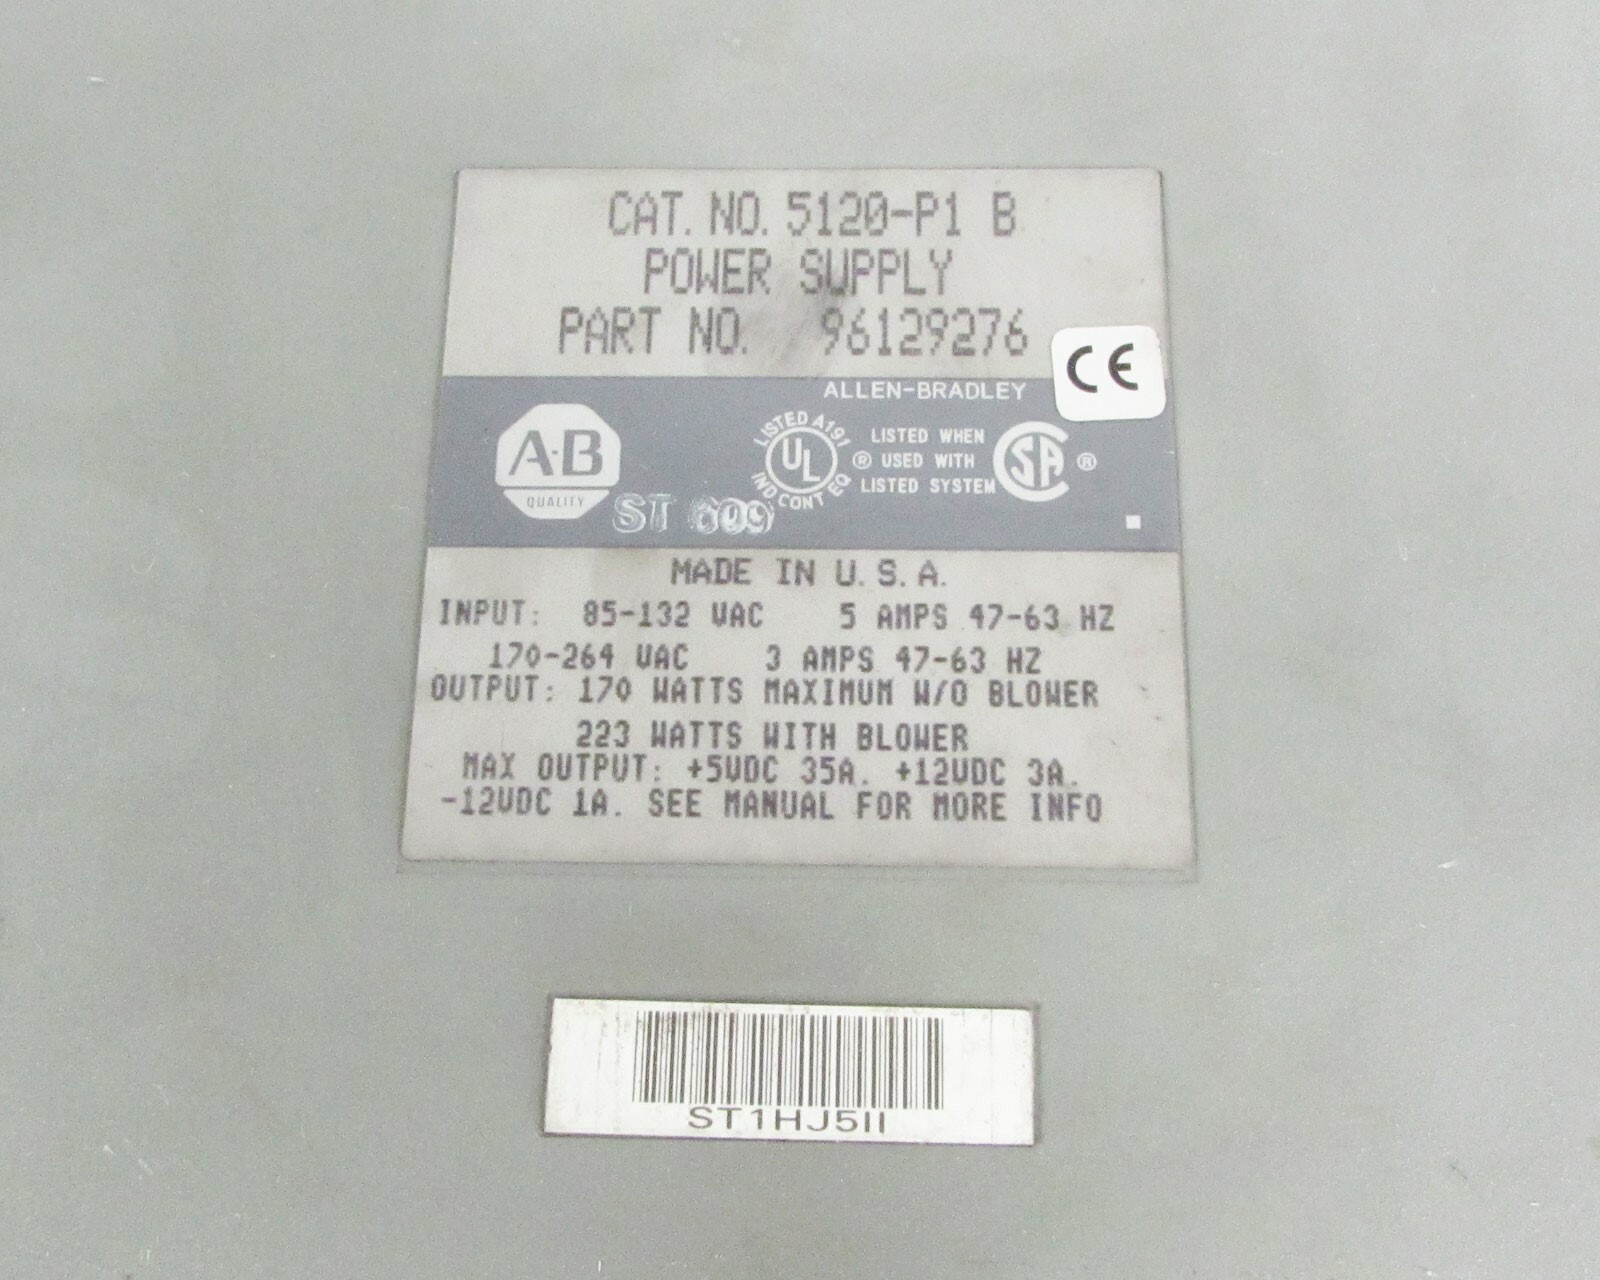 CAT. NO. 5120-P1 B
POWER SUPPLY
PART NO. 96129276
CE
ALLEN-BRADLEY
A·B
QUALITY
ST 609
LISTED A191
UL
IND CONT EQ
®
LISTED WHEN
USED WITH
LISTED SYSTEM
SA
®
MADE IN U.S.A.
INPUT: 85-132 VAC 5 AMPS 47-63 HZ
170-264 VAC 3 AMPS 47-63 HZ
OUTPUT: 170 WATTS MAXIMUM W/O BLOWER
223 WATTS WITH BLOWER
MAX OUTPUT: +5VDC 35A. +12VDC 3A.
-12VDC 1A. SEE MANUAL FOR MORE INFO
ST1HJ5II